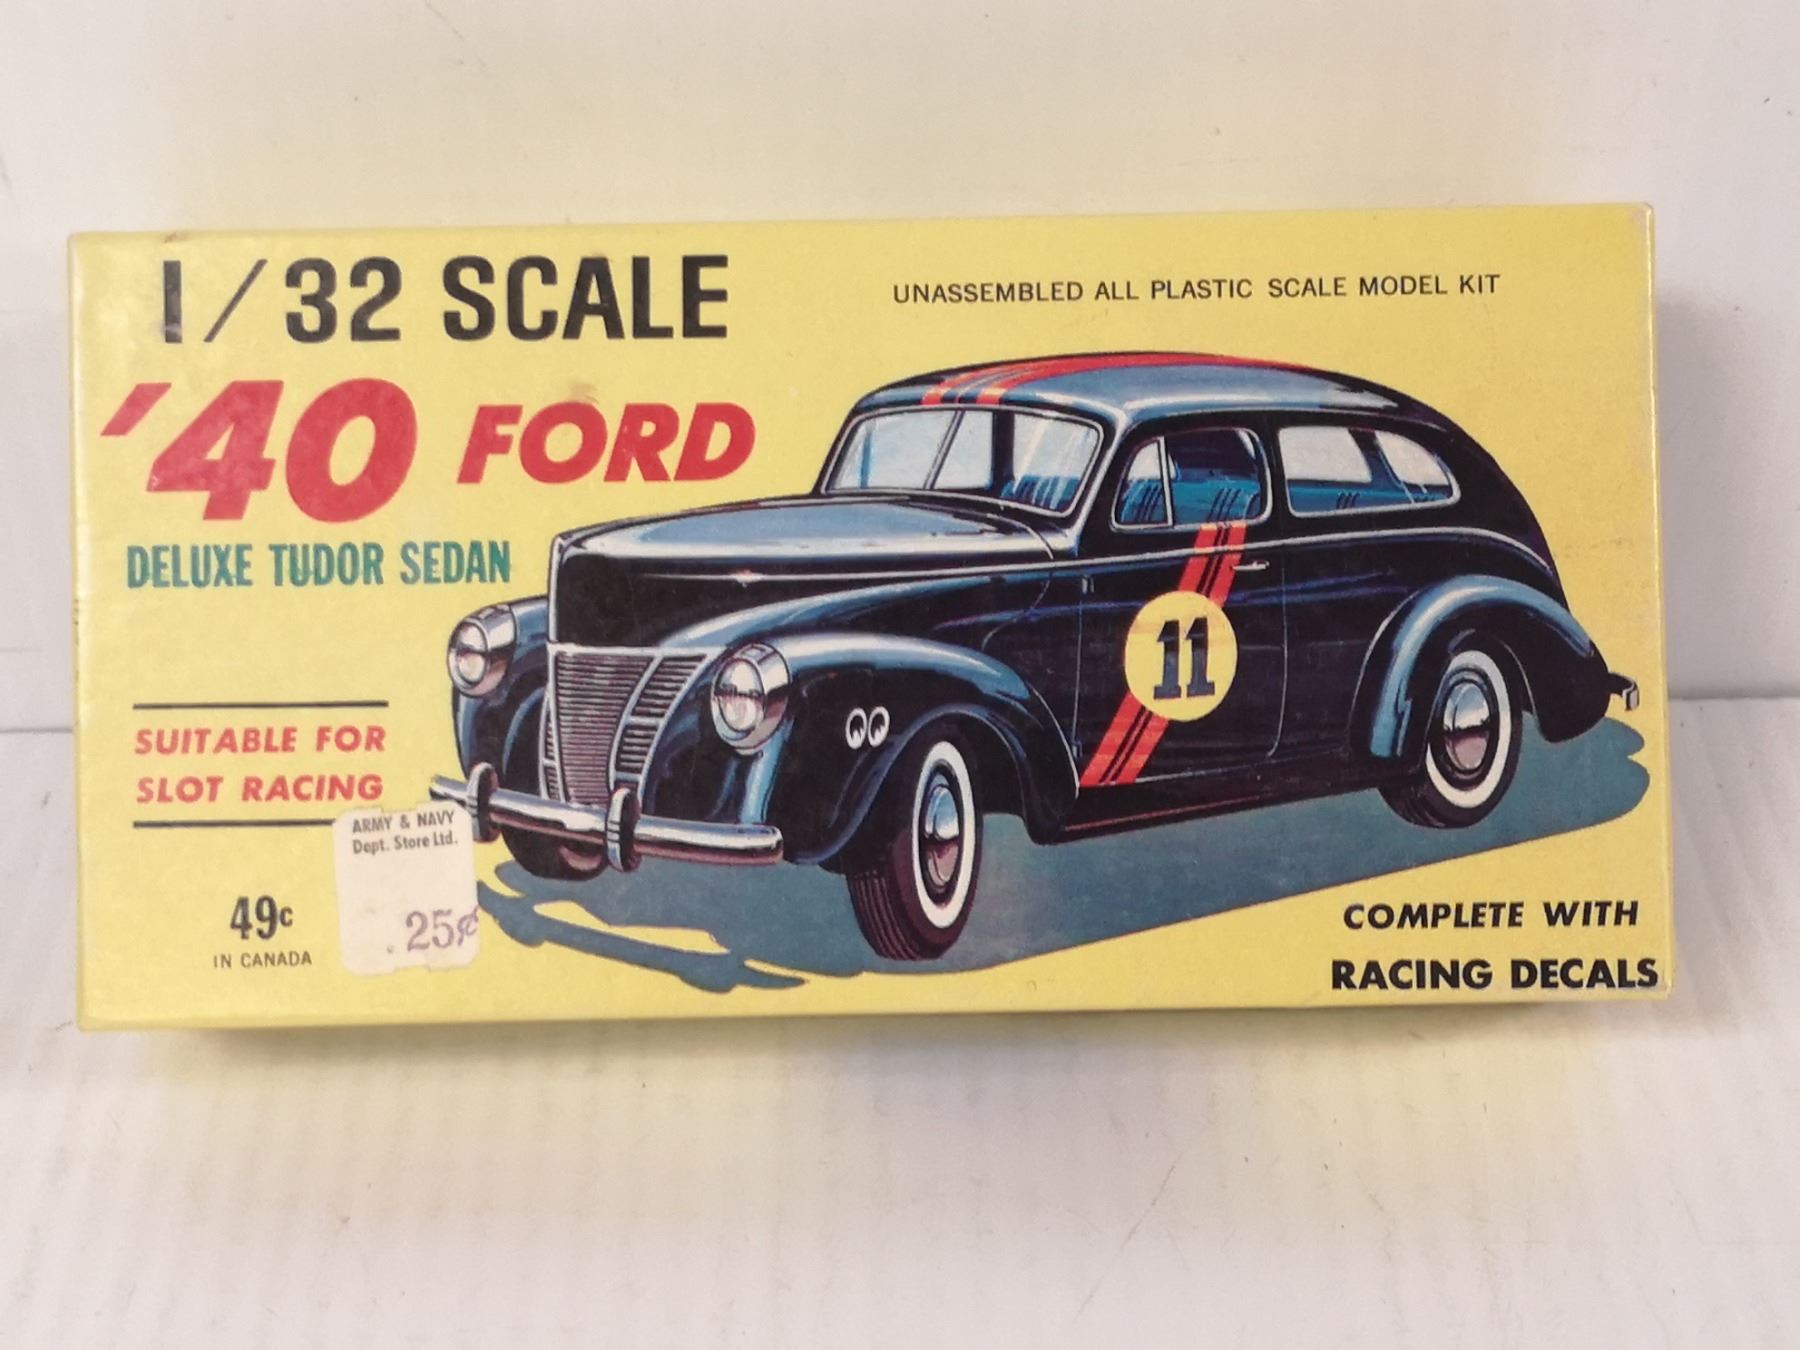 1/32 SCALE
UNASSEMBLED ALL PLASTIC SCALE MODEL KIT
'40 FORD
DELUXE TUDOR SEDAN
11
SUITABLE FOR
SLOT RACING
ARMY & NAVY
Dept. Store Ltd.
.25¢
49c
IN CANADA
COMPLETE WITH
RACING DECALS